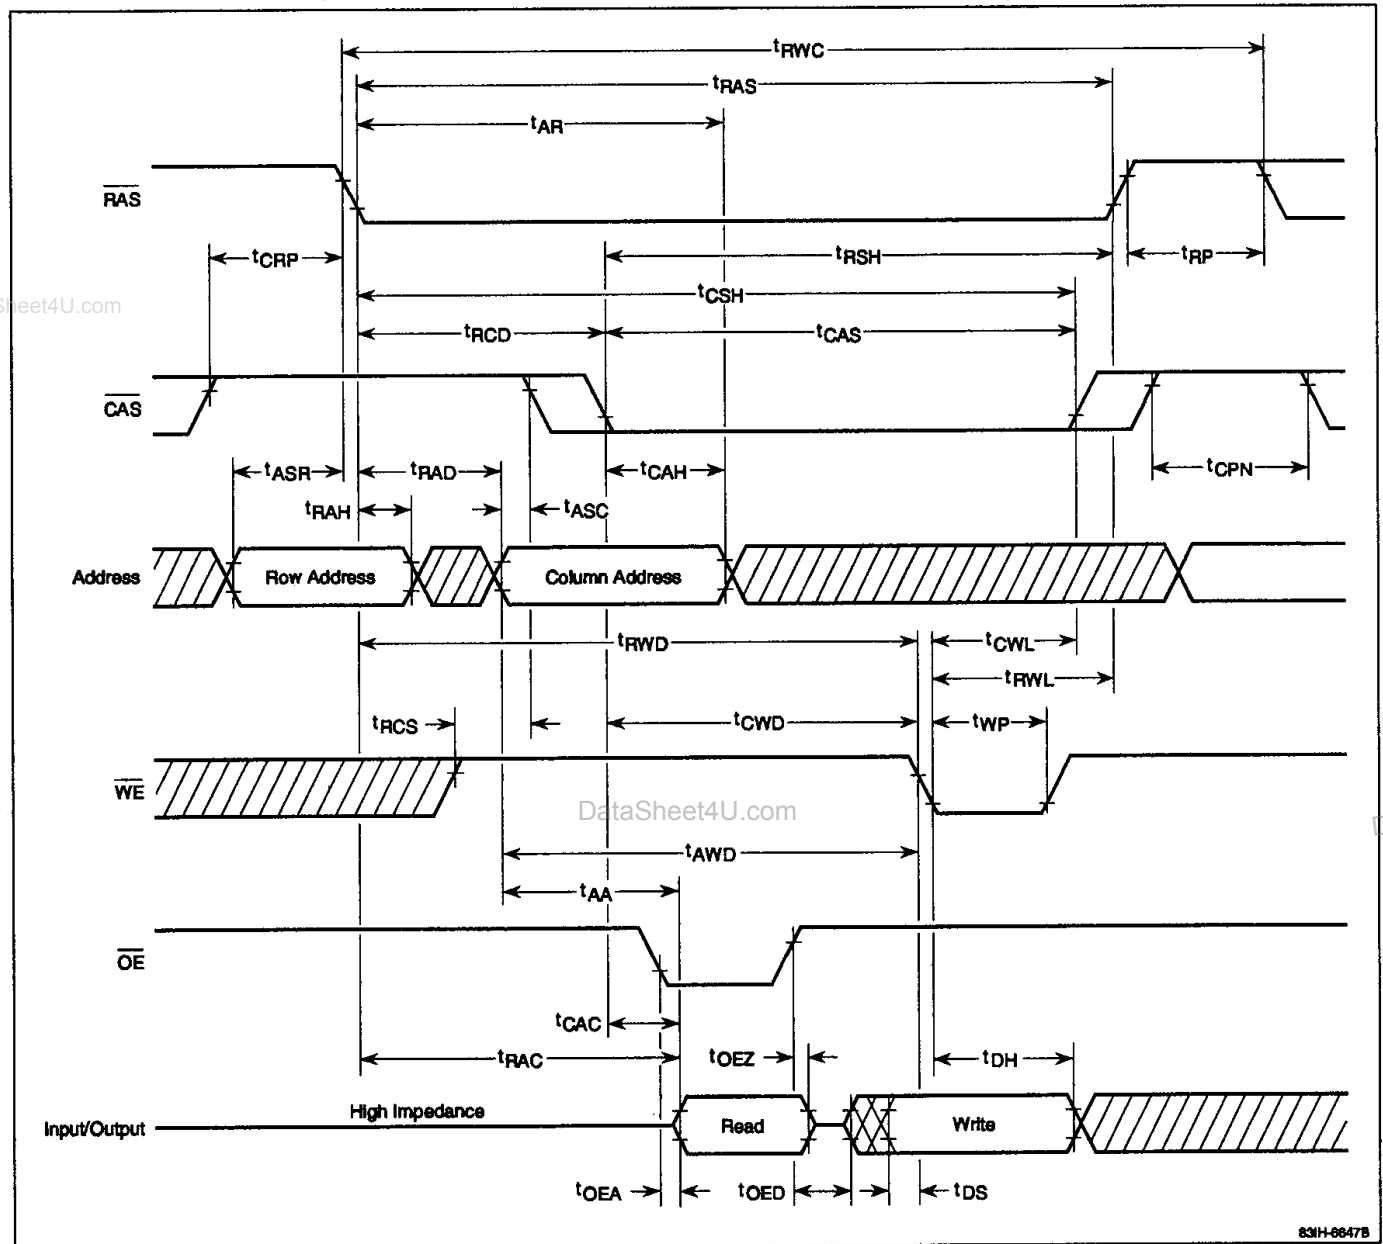 tRWC
tRAS
tAR
RAS
tCRP
tRSH
tRP
tCSH
Sheet4U.com
tRCD
tCAS
CAS
tASR
tRAD
tCAH
tCPN
tRAH
tASC
Address
Row Address
Column Address
tRWD
tCWL
tRWL
tRCS
tCWD
tWP
WE
DataSheet4U.com
tAWD
tAA
OE
tCAC
tRAC
tOEZ
tDH
High Impedance
Input/Output
Read
Write
tOEA
tOED
tDS
83IH-6647B